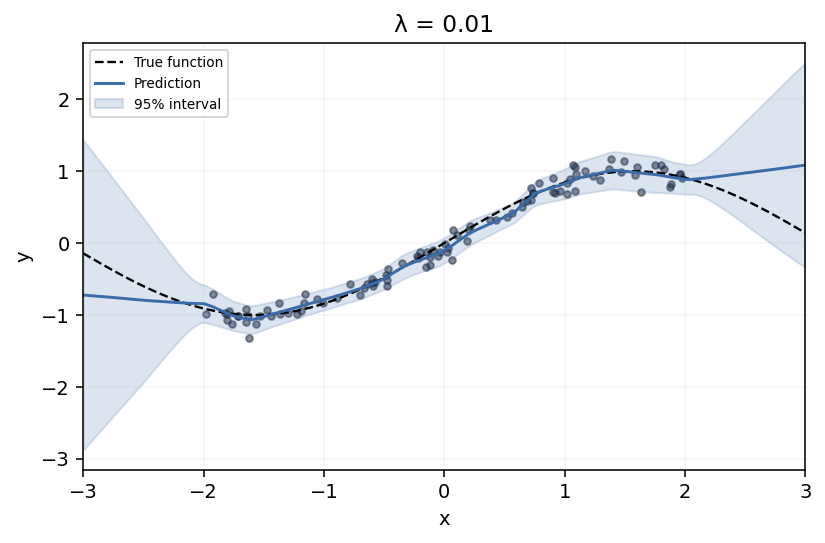 λ = 0.01
True function
Prediction
95% interval
y
2
1
0
−1
−2
−3
−3 −2 −1 0 1 2 3
x